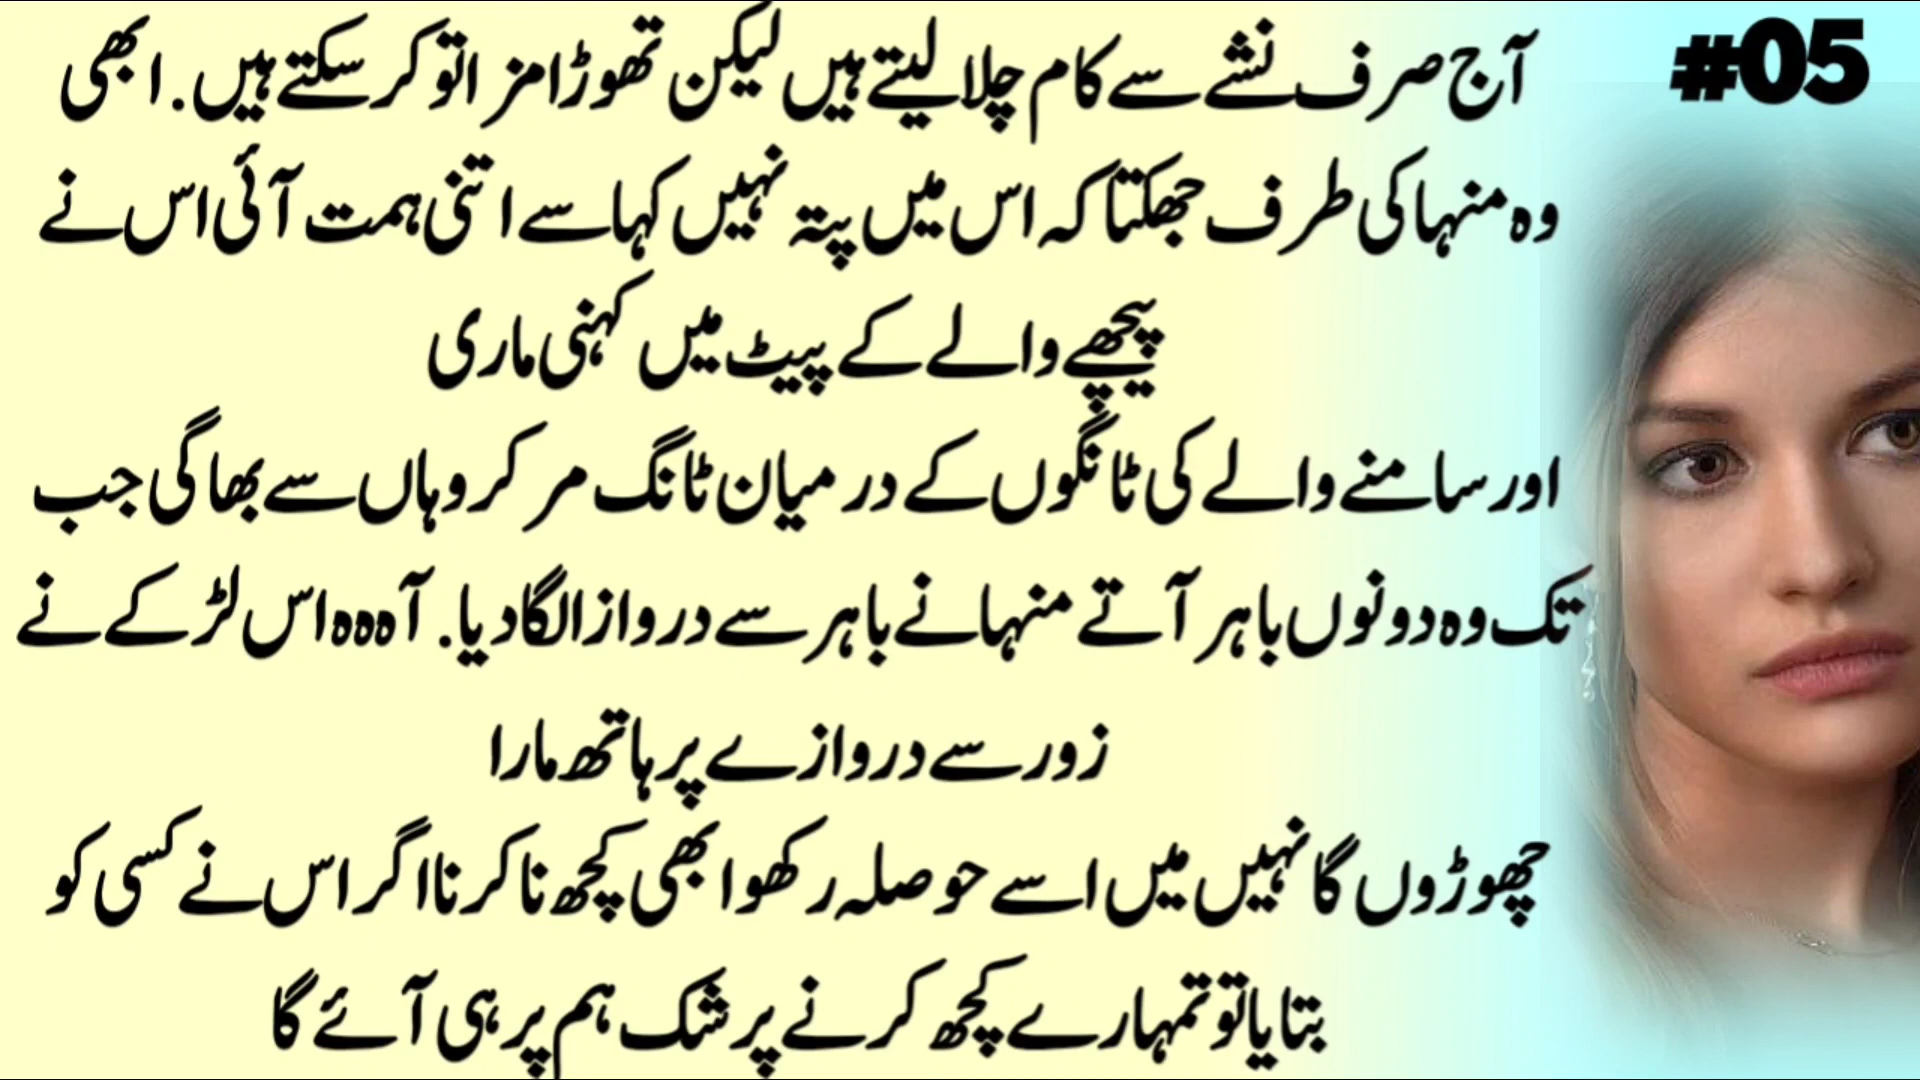 #05
آج صرف نشے سے کام چلا لیتے ہیں لیکن تھوڑا مزا تو کر سکتے ہیں. ابھی
وہ منہا کی طرف جھکتا کہ اس میں پتہ نہیں کہا سے اتنی ہمت آئی اس نے
پیچھے والے کے پیٹ میں کہنی ماری
اور سامنے والے کی ٹانگوں کے درمیان ٹانگ مر کر وہاں سے بھاگی جب
تک وہ دونوں باہر آتے منہا نے باہر سے دروازا لگا دیا. آہہہ اس لڑکے نے
زور سے دروازے پر ہاتھ مارا
چھوڑوں گا نہیں میں اسے حوصلہ رکھو ابھی کچھ نا کرنا اگر اس نے کسی کو
بتایا تو تمہارے کچھ کرنے پر شک ہم پر ہی آئے گا